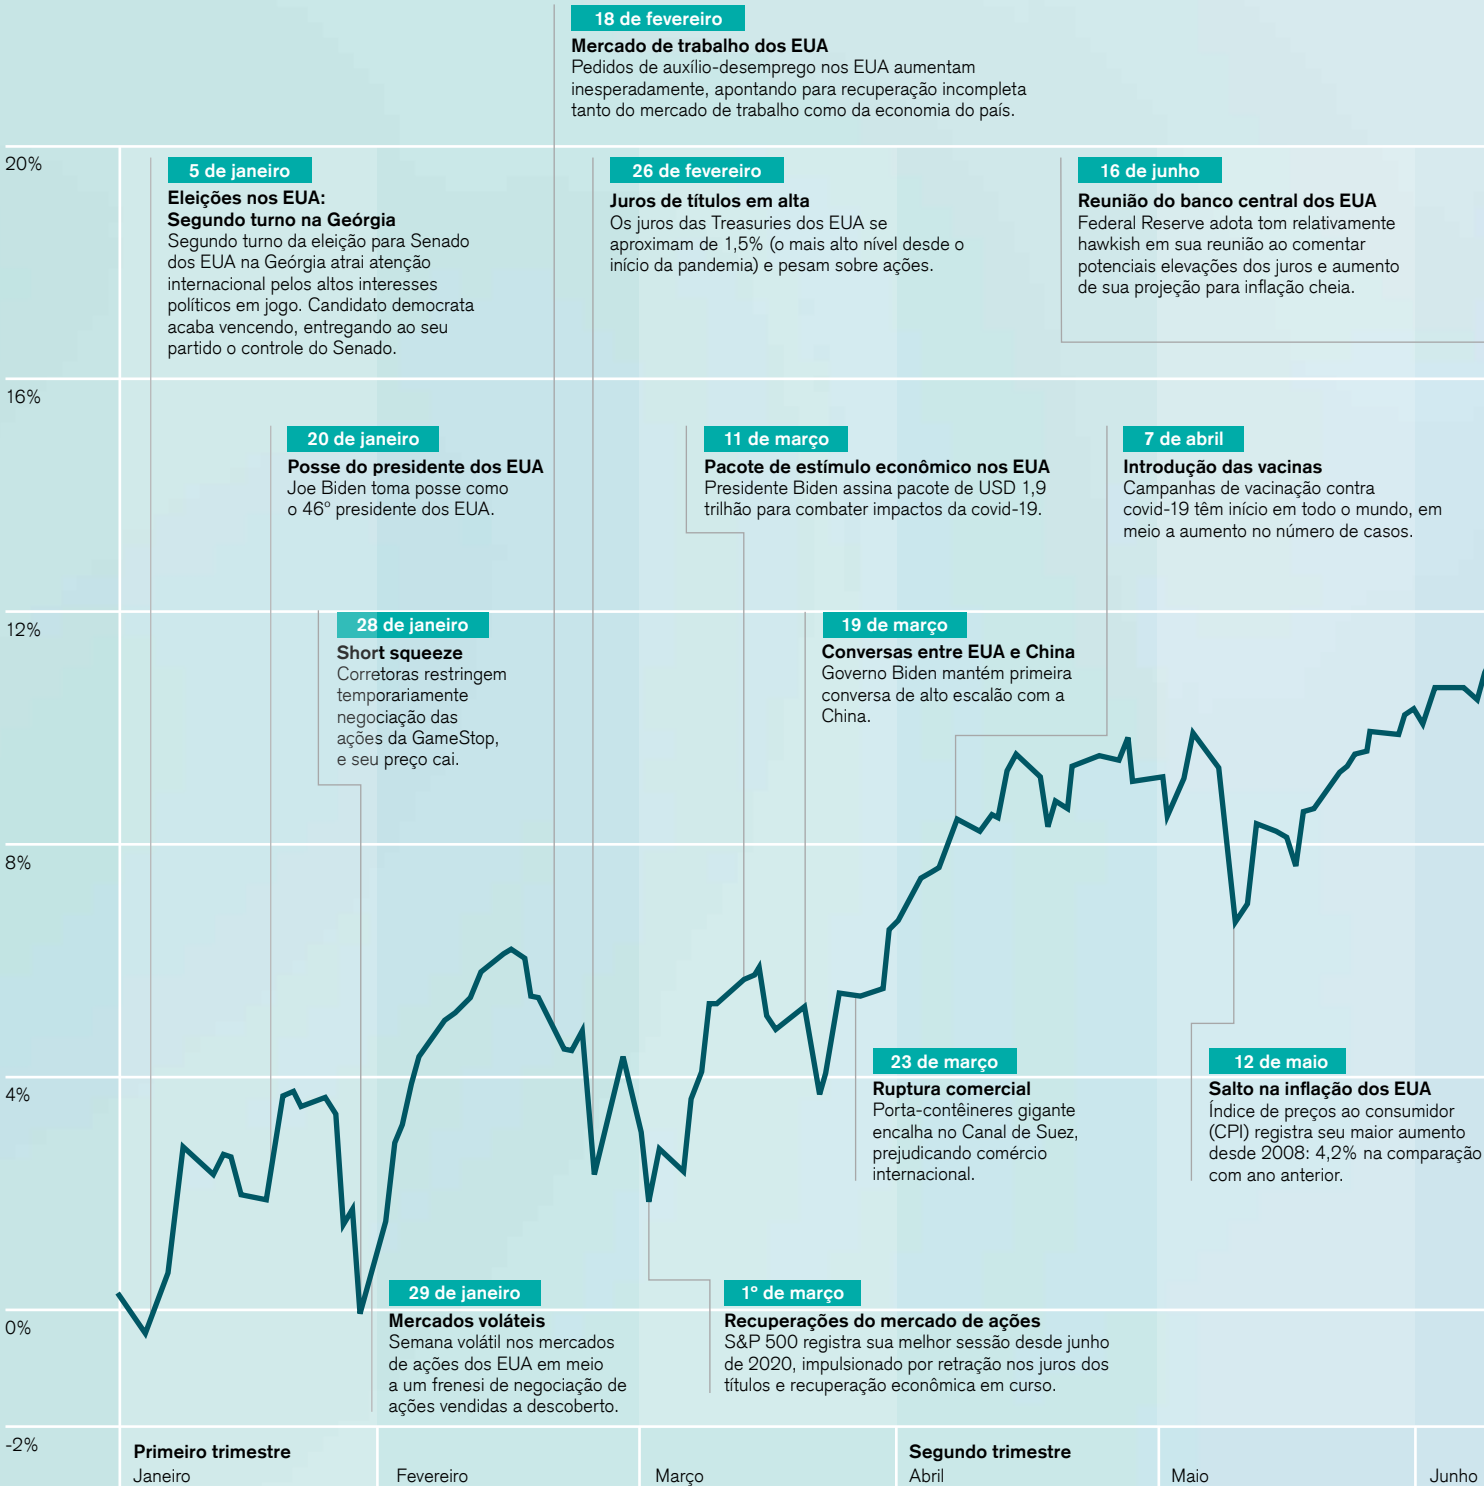 18 de fevereiro
Mercado de trabalho dos EUA
Pedidos de auxílio-desemprego nos EUA aumentam
inesperadamente, apontando para recuperação incompleta
tanto do mercado de trabalho como da economia do país.
20%
5 de janeiro
Eleições nos EUA:
Segundo turno na Geórgia
Segundo turno da eleição para Senado
dos EUA na Geórgia atrai atenção
internacional pelos altos interesses
políticos em jogo. Candidato democrata
acaba vencendo, entregando ao seu
partido o controle do Senado.
26 de fevereiro
Juros de títulos em alta
Os juros das Treasuries dos EUA se
aproximam de 1,5% (o mais alto nível desde o
início da pandemia) e pesam sobre ações.
16 de junho
Reunião do banco central dos EUA
Federal Reserve adota tom relativamente
hawkish em sua reunião ao comentar
potenciais elevações dos juros e aumento
de sua projeção para inflação cheia.
16%
20 de janeiro
Posse do presidente dos EUA
Joe Biden toma posse como
o 46º presidente dos EUA.
11 de março
Pacote de estímulo econômico nos EUA
Presidente Biden assina pacote de USD 1,9
trilhão para combater impactos da covid-19.
7 de abril
Introdução das vacinas
Campanhas de vacinação contra
covid-19 têm início em todo o mundo, em
meio a aumento no número de casos.
12%
28 de janeiro
Short squeeze
Corretoras restringem
temporariamente
negociação das
ações da GameStop,
e seu preço cai.
19 de março
Conversas entre EUA e China
Governo Biden mantém primeira
conversa de alto escalão com a
China.
8%
4%
23 de março
Ruptura comercial
Porta-contêineres gigante
encalha no Canal de Suez,
prejudicando comércio
internacional.
12 de maio
Salto na inflação dos EUA
Índice de preços ao consumidor
(CPI) registra seu maior aumento
desde 2008: 4,2% na comparação
com ano anterior.
0%
29 de janeiro
Mercados voláteis
Semana volátil nos mercados
de ações dos EUA em meio
a um frenesi de negociação de
ações vendidas a descoberto.
1º de março
Recuperações do mercado de ações
S&P 500 registra sua melhor sessão desde junho
de 2020, impulsionado por retração nos juros dos
títulos e recuperação econômica em curso.
-2%
Primeiro trimestre
Segundo trimestre
Janeiro
Fevereiro
Março
Abril
Maio
Junho